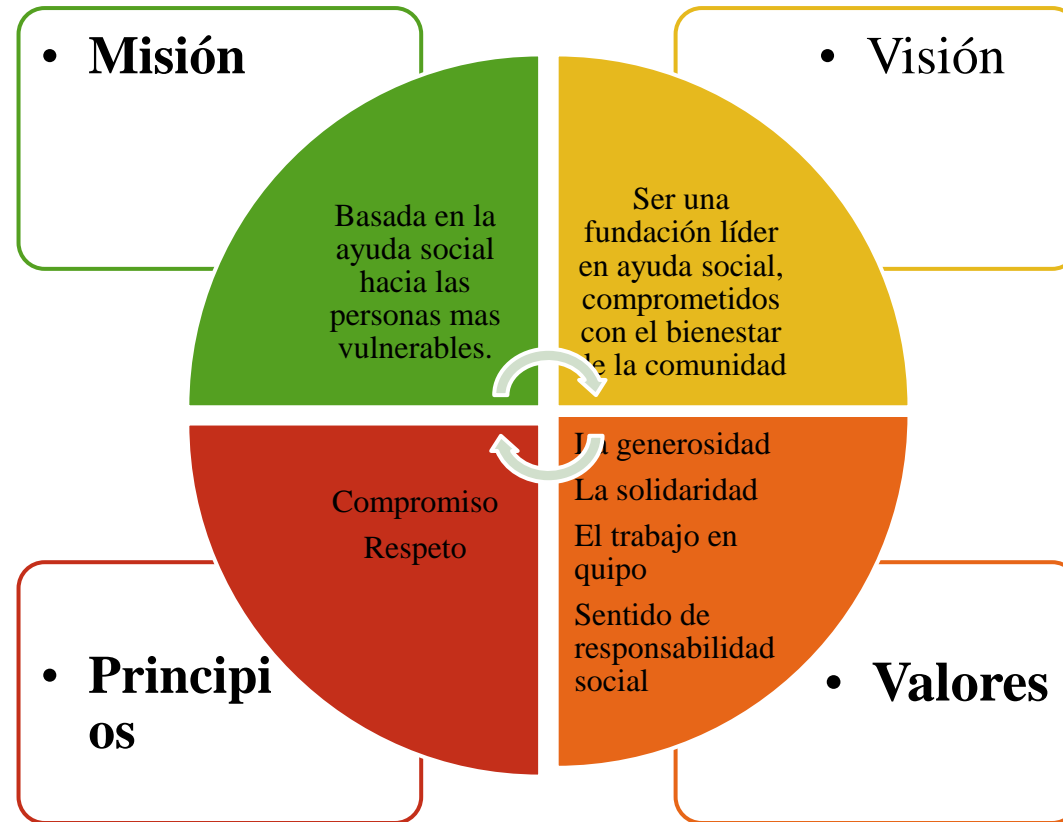 • Misión
Basada en la
ayuda social
hacia las
personas mas
vulnerables.
• Visión
Ser una
fundación líder
en ayuda social,
comprometidos
con el bienestar
de la comunidad
Compromiso
Respeto
• Principi
os
La generosidad
La solidaridad
El trabajo en
quipo
Sentido de
responsabilidad
social
• Valores